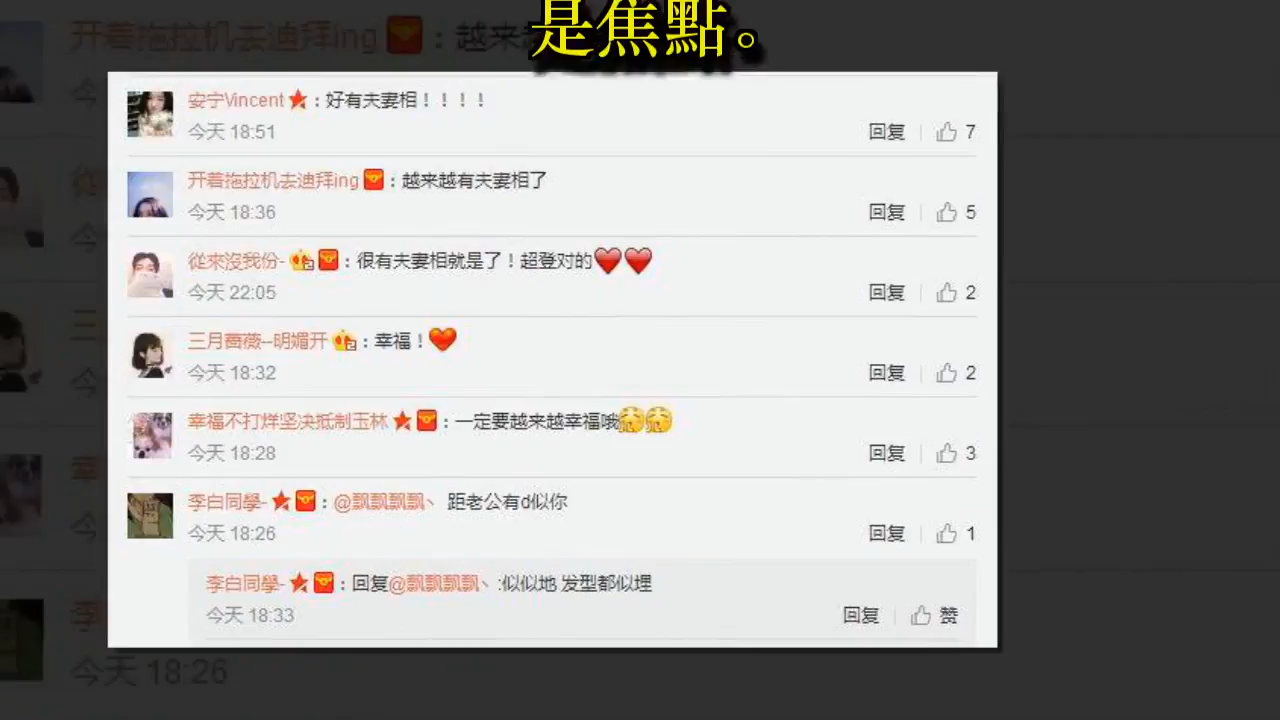 是焦點。
安宁Vincent：好有夫妻相！！！！
今天 18:51
回复 7
开着拖拉机去迪拜ing：越来越有夫妻相了
今天 18:36
回复 5
從來沒我份-：很有夫妻相就是了！超登对的
今天 22:05
回复 2
三月蔷薇--明媚开：幸福！
今天 18:32
回复 2
幸福不打烊坚决抵制玉林：一定要越来越幸福哦
今天 18:28
回复 3
李白同學-：@飘飘飘飘丶 距老公有d似你
今天 18:26
回复 1
李白同學-：回复@飘飘飘飘丶 :似似地 发型都似埋
今天 18:33
回复 赞
开着拖拉机去迪拜ing：越来
今天 18:26